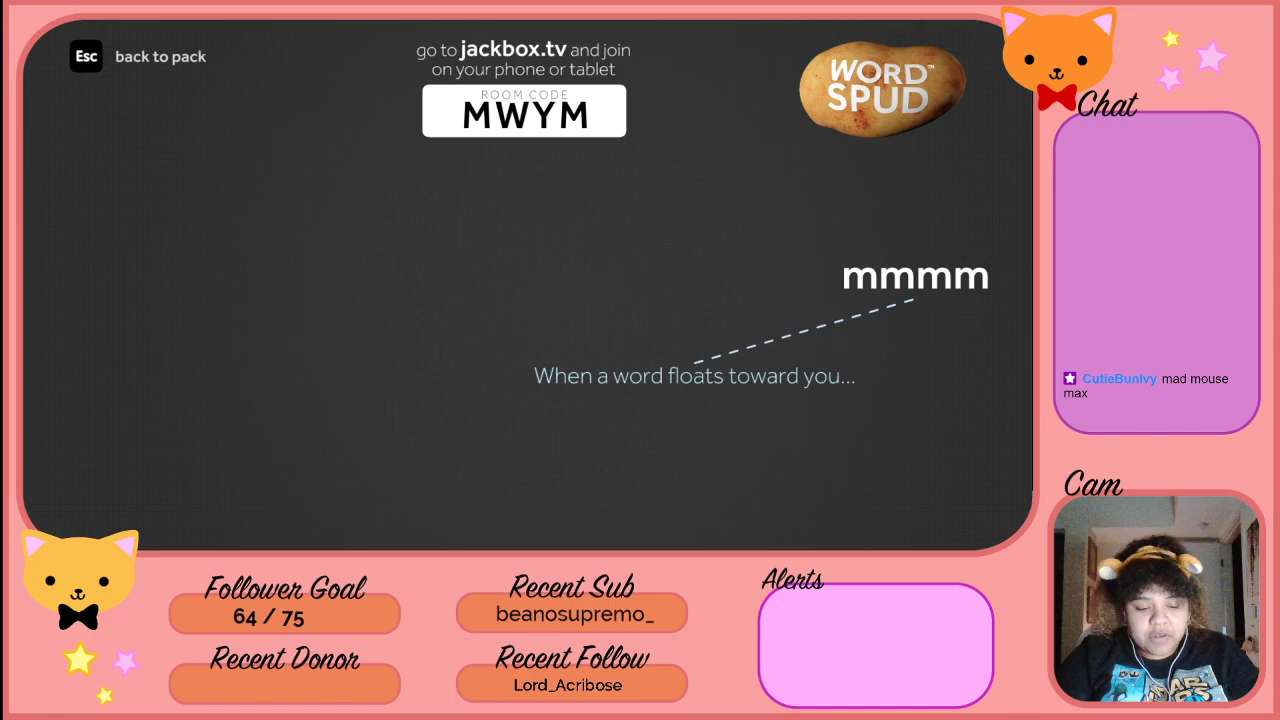 Esc back to pack
go to jackbox.tv and join
on your phone or tablet
ROOM CODE
MWYM
WORD
SPUD™
mmmm
When a word floats toward you...
Chat
CutieBunIvy mad mouse
max
Cam
Follower Goal
64 / 75
Recent Donor
Recent Sub
beanosupremo_
Recent Follow
Lord_Acribose
Alerts